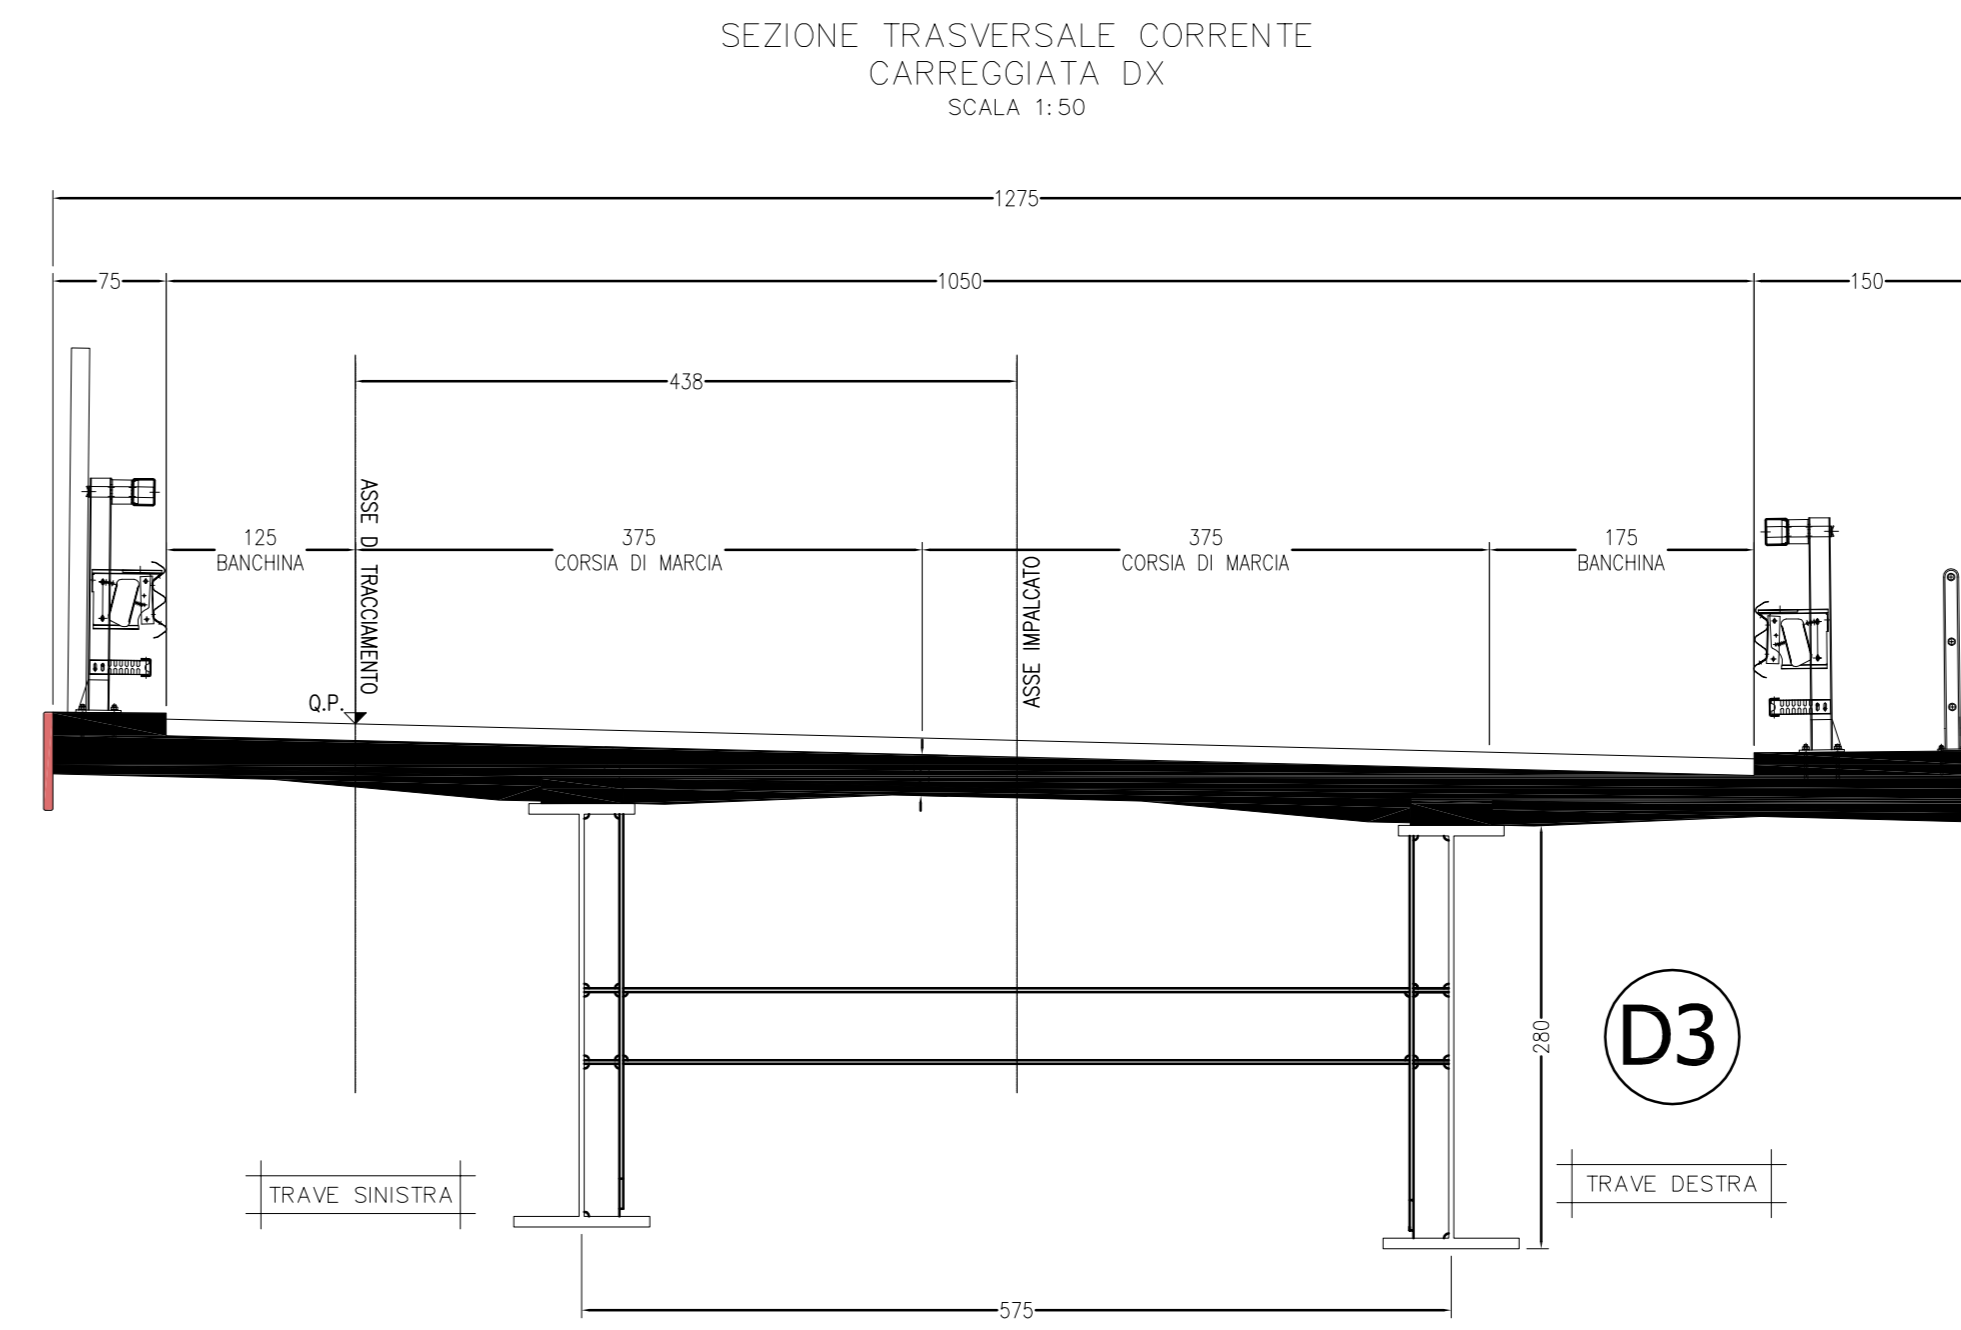 SEZIONE TRASVERSALE CORRENTE
CARREGGIATA DX
SCALA 1:50
1275
75
1050
150
438
125
BANCHINA
375
CORSIA DI MARCIA
375
CORSIA DI MARCIA
175
BANCHINA
ASSE D TRACCIAMENTO
ASSE IMPALCATO
Q.P.
280
D3
TRAVE SINISTRA
TRAVE DESTRA
575